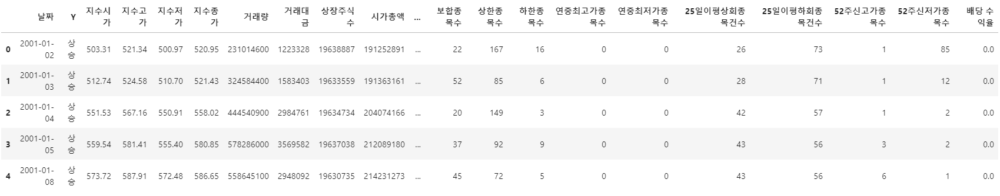 날짜 Y 지수시가 지수고가 지수저가 지수종가 거래량 거래대금 상장주식수 시가총액 ... 보합종목수 상한종목수 하한종목수 연중최고가종목수 연중최저가종목수 25일이평상회종목건수 25일이평하회종목건수 52주신고가종목수 52주신저가종목수 배당 수익율
0 2001-01-02 상승 503.31 521.34 500.97 520.95 231014600 1223328 19638887 191252891 ... 22 167 16 0 0 26 73 1 85 0.0
1 2001-01-03 상승 512.74 524.58 510.70 521.43 324584400 1583403 19633559 191363161 ... 52 85 6 0 0 28 71 1 12 0.0
2 2001-01-04 상승 551.53 567.16 550.91 558.02 444540900 2984761 19634734 204074166 ... 20 149 3 0 0 42 57 1 2 0.0
3 2001-01-05 상승 559.54 581.41 555.40 580.85 578286000 3569582 19637038 212089180 ... 37 92 9 0 0 43 56 3 2 0.0
4 2001-01-08 상승 573.72 587.91 572.48 586.65 558645100 2948092 19630735 214231273 ... 45 72 5 0 0 43 56 6 1 0.0